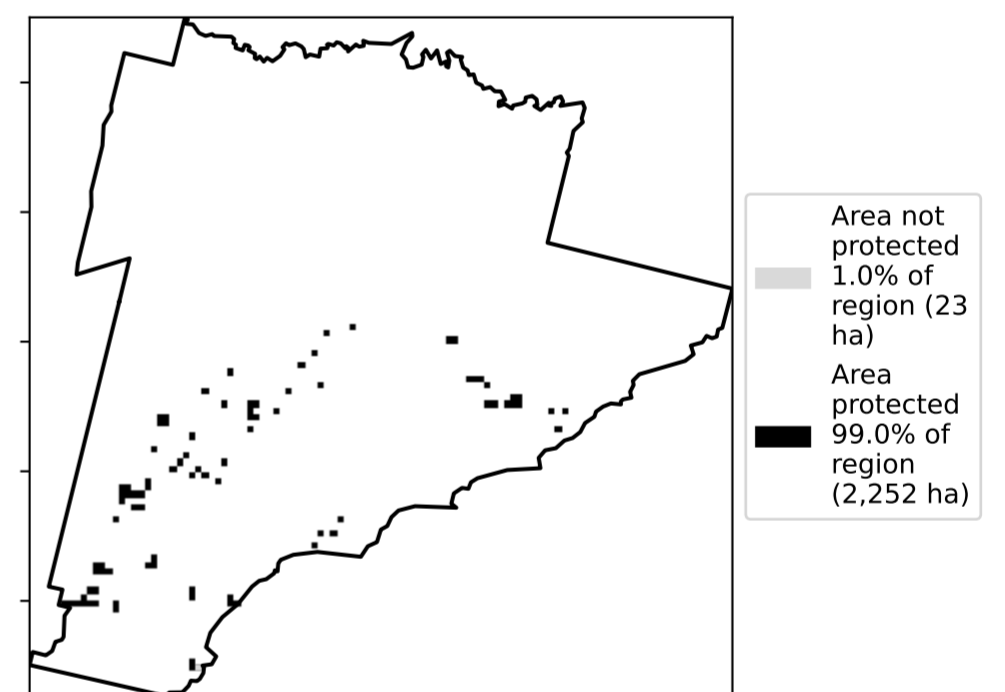 Area not
protected
1.0% of
region (23
ha)
Area
protected
99.0% of
region
(2,252 ha)